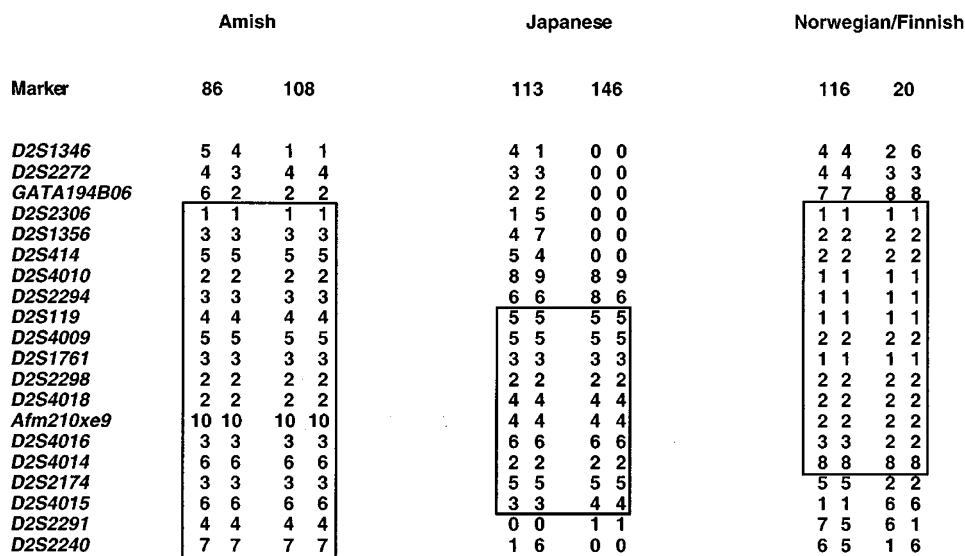 Amish Japanese Norwegian/Finnish
Marker 86 108 113 146 116 20
D2S1346 5 4 1 1 4 1 0 0 4 4 2 6
D2S2272 4 3 4 4 3 3 0 0 4 4 3 3
GATA194B06 6 2 2 2 2 2 0 0 7 7 8 8
D2S2306 1 1 1 1 1 5 0 0 1 1 1 1
D2S1356 3 3 3 3 4 7 0 0 2 2 2 2
D2S414 5 5 5 5 5 4 0 0 2 2 2 2
D2S4010 2 2 2 2 8 9 8 9 1 1 1 1
D2S2294 3 3 3 3 6 6 8 6 1 1 1 1
D2S119 4 4 4 4 5 5 5 5 1 1 1 1
D2S4009 5 5 5 5 5 5 5 5 2 2 2 2
D2S1761 3 3 3 3 3 3 3 3 1 1 1 1
D2S2298 2 2 2 2 2 2 2 2 2 2 2 2
D2S4018 2 2 2 2 4 4 4 4 2 2 2 2
Afm210xe9 10 10 10 10 4 4 4 4 2 2 2 2
D2S4016 3 3 3 3 6 6 6 6 3 3 2 2
D2S4014 6 6 6 6 2 2 2 2 8 8 8 8
D2S2174 3 3 3 3 5 5 5 5 5 5 2 2
D2S4015 6 6 6 6 3 3 4 4 1 1 6 6
D2S2291 4 4 4 4 0 0 1 1 7 5 6 1
D2S2240 7 7 7 7 1 6 0 0 6 5 1 6